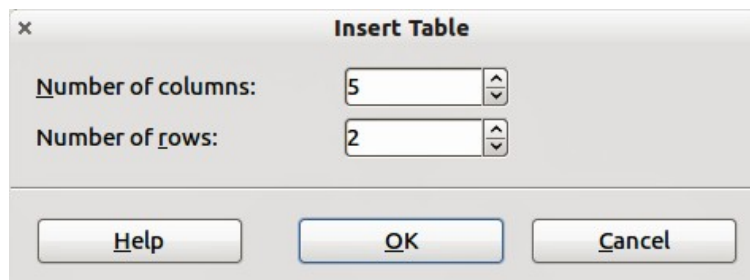 Insert Table
Number of columns: 5
Number of rows: 2
Help OK Cancel